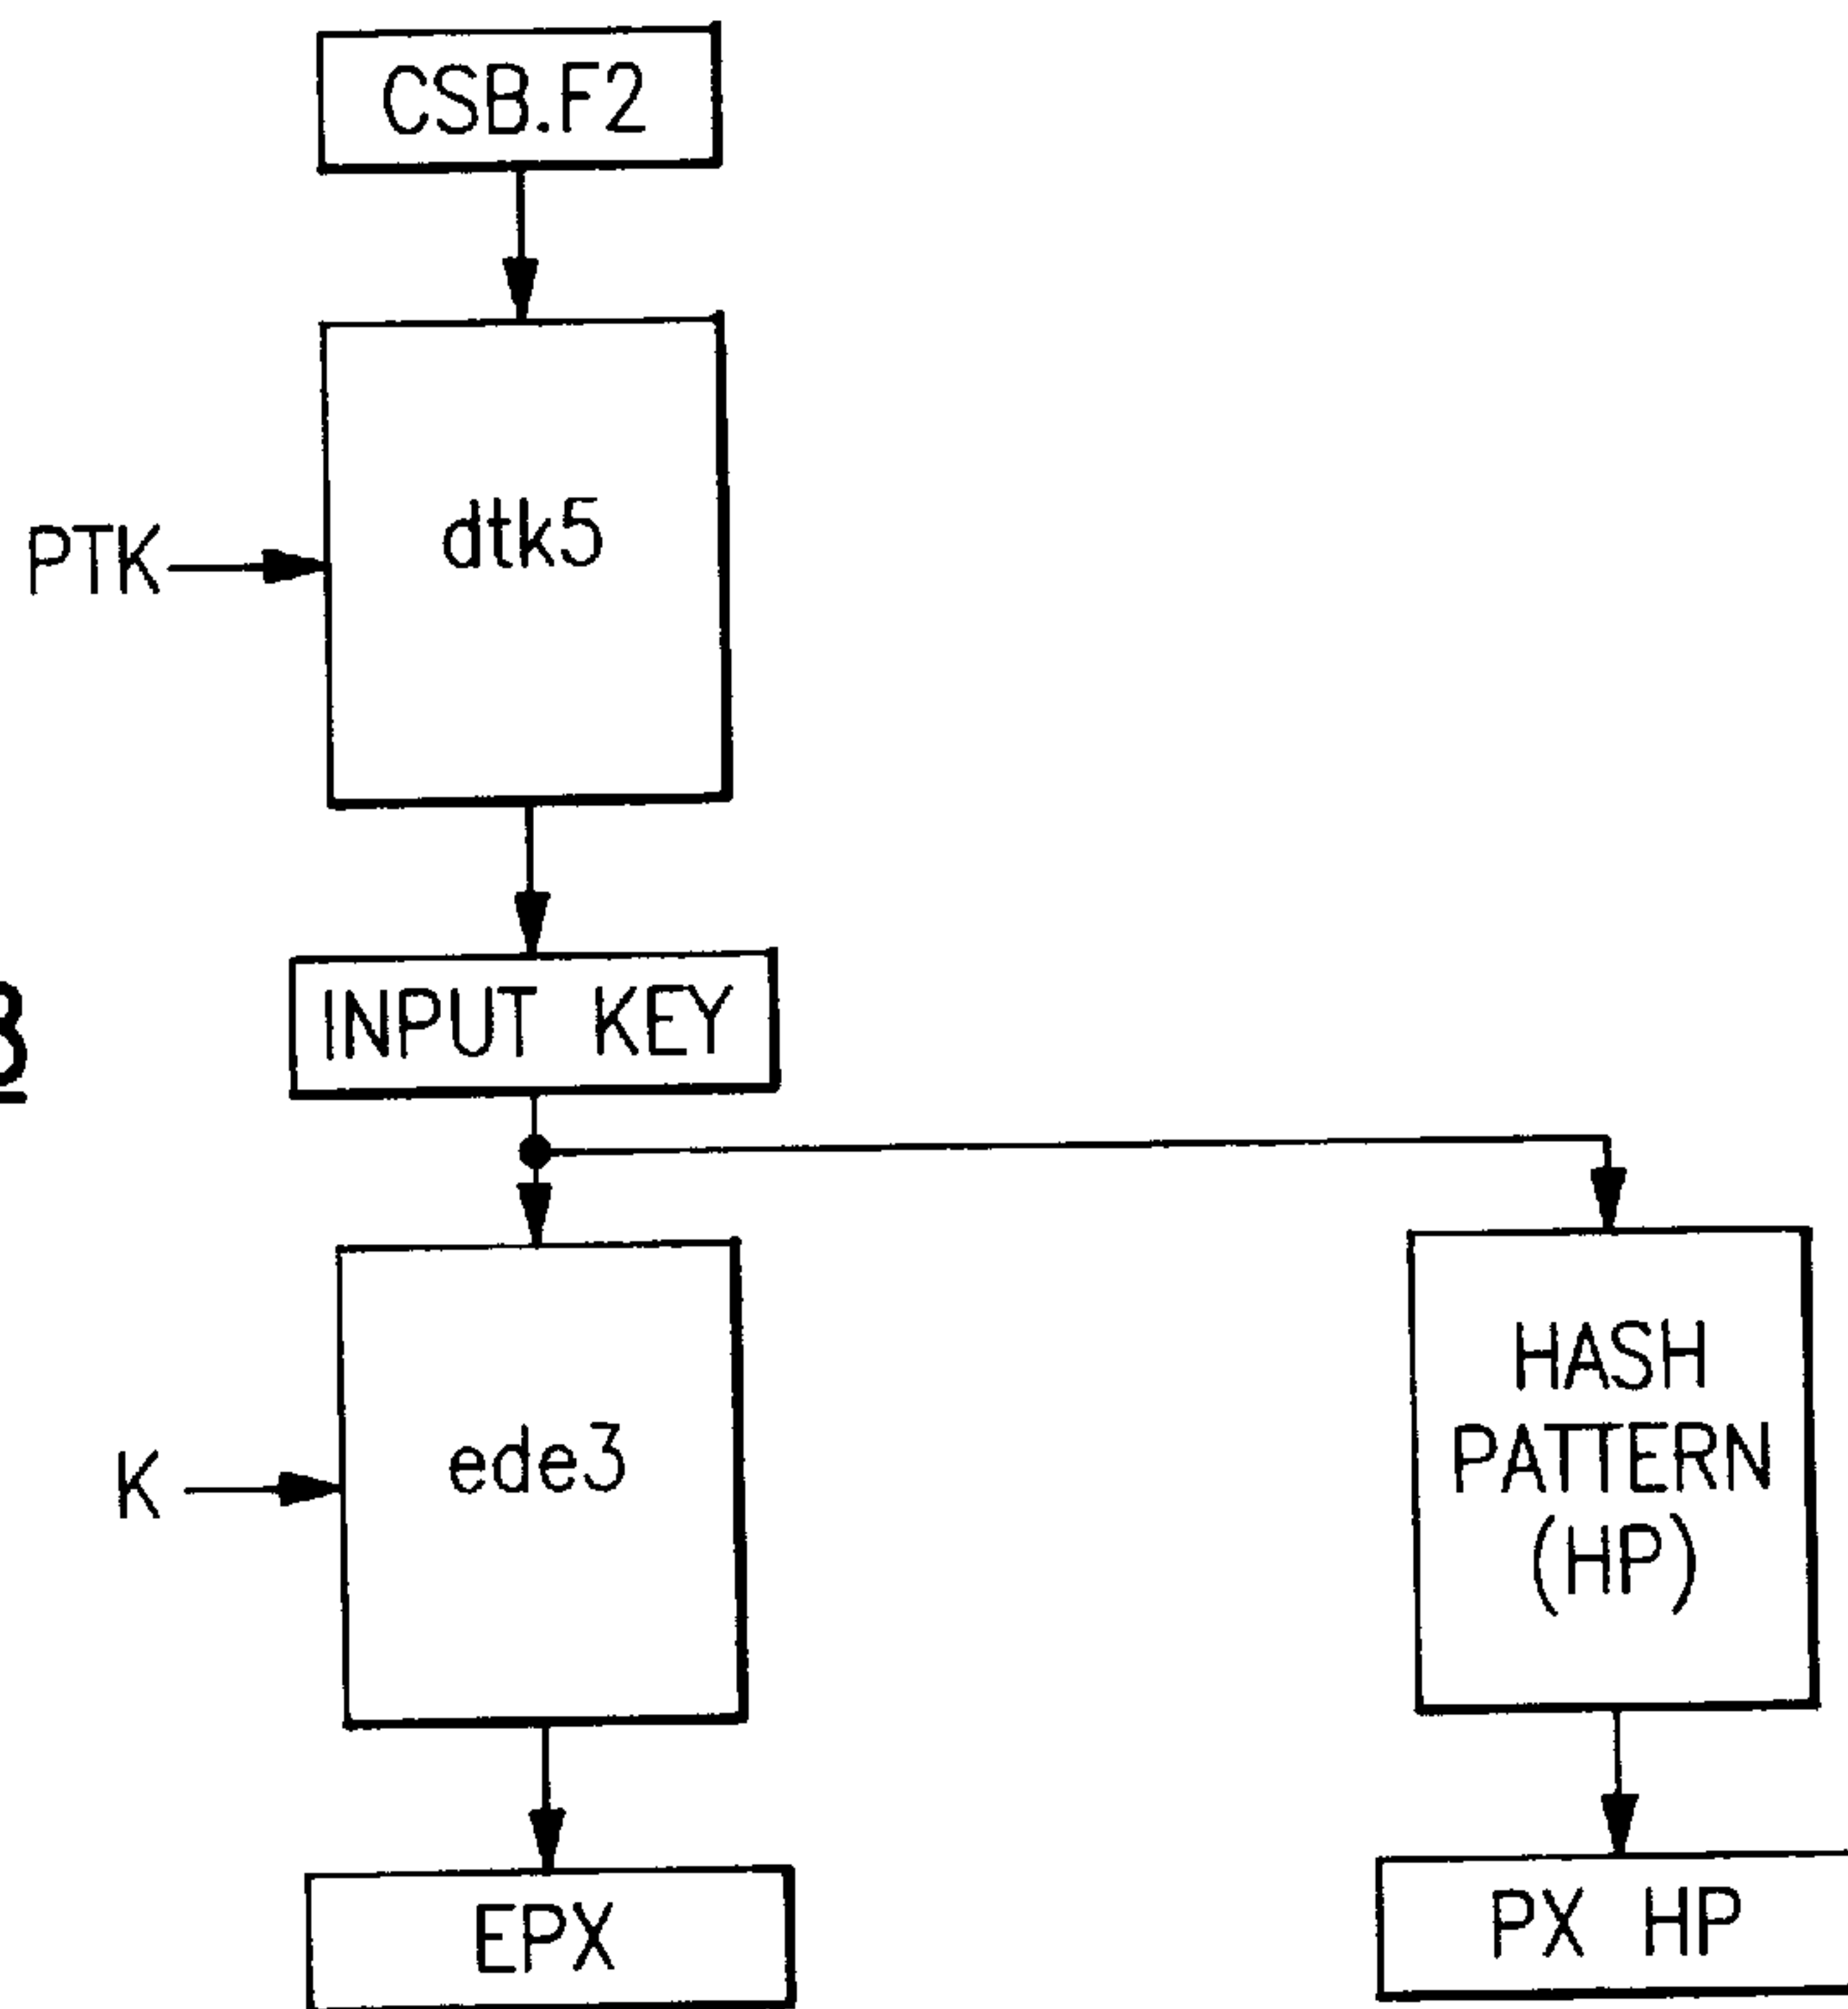 CSB.F2
dtk5
PTK
INPUT KEY
ede3
K
HASH
PATTERN
(HP)
EPX
PX HP